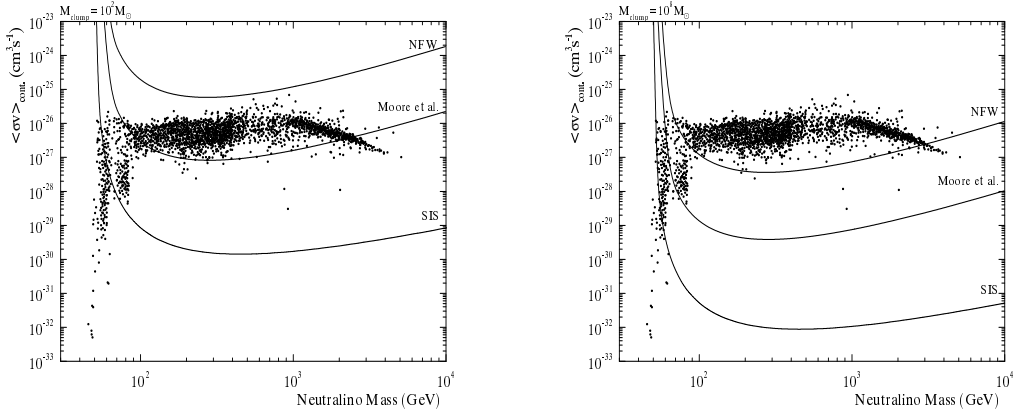 M_clump = 10^2 M_⊙
<σv>_cont. (cm^3 s^-1)
10^-23
10^-24
10^-25
10^-26
10^-27
10^-28
10^-29
10^-30
10^-31
10^-32
10^-33
NFW
Moore et al.
SIS
10^2
10^3
10^4
Neutralino Mass (GeV)
M_clump =
<σv>_cont. (cm^3 s^-1)
10^-23
10^-24
10^-25
10^-26
10^-27
10^-28
10^-29
10^-30
10^-31
10^-32
10^-33
NFW
Moore et al.
SIS
10^2
10^3
10^4
Neutralino Mass (GeV)